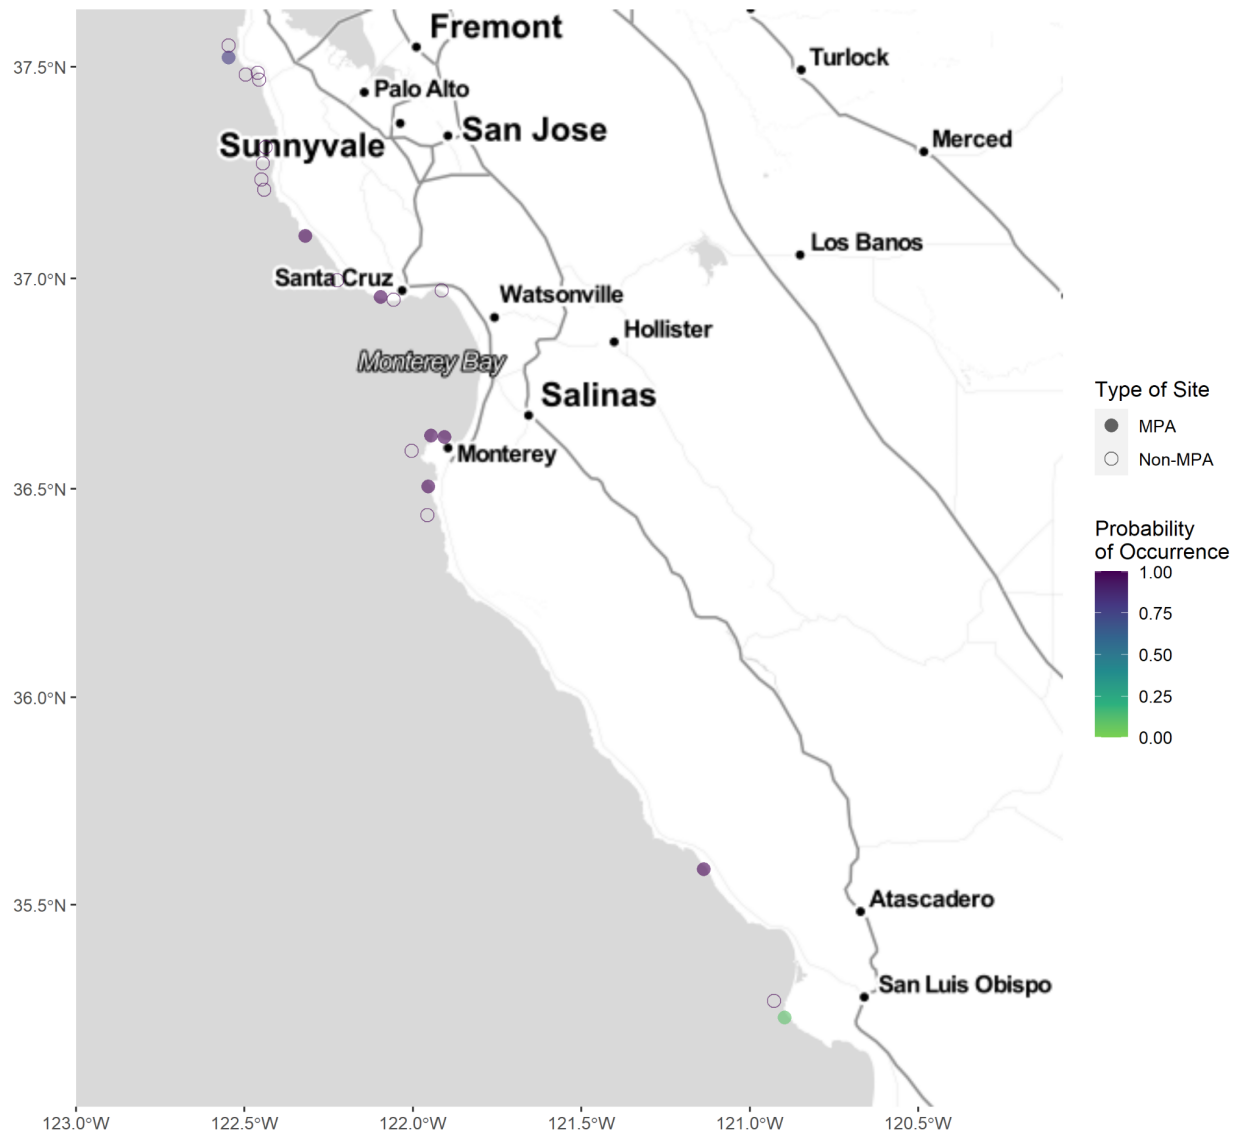 Fremont
Turlock
37.5°N
Palo Alto
San Jose
Merced
Sunnyvale
Los Banos
37.0°N
Santa Cruz
Watsonville
Hollister
Monterey Bay
Salinas
Monterey
36.5°N
36.0°N
35.5°N
Atascadero
San Luis Obispo
123.0°W
122.5°W
122.0°W
121.5°W
121.0°W
120.5°W
Type of Site
MPA
Non-MPA
Probability
of Occurrence
1.00
0.75
0.50
0.25
0.00